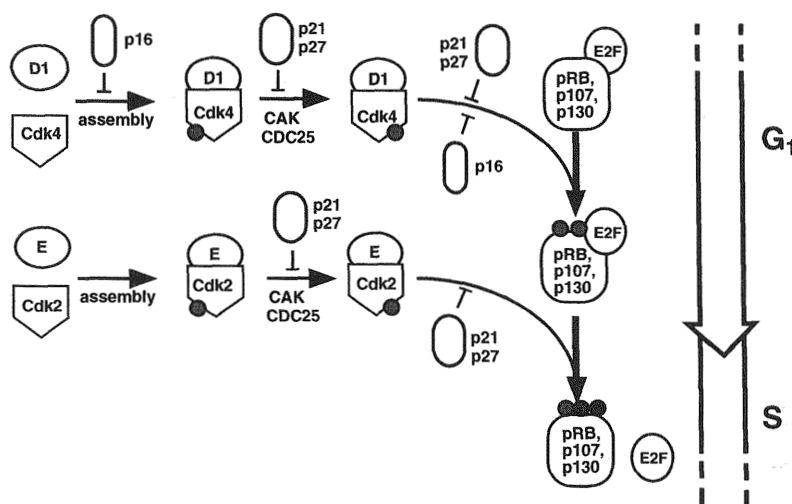 p16
p21
p27
p21
p27
E2F
D1
D1
D1
pRB,
p107,
p130
Cdk4
assembly
Cdk4
CAK
CDC25
Cdk4
p16
G1
p21
p27
E2F
E
E
E
pRB,
p107,
p130
Cdk2
assembly
Cdk2
CAK
CDC25
Cdk2
p21
p27
pRB,
p107,
p130
E2F
S